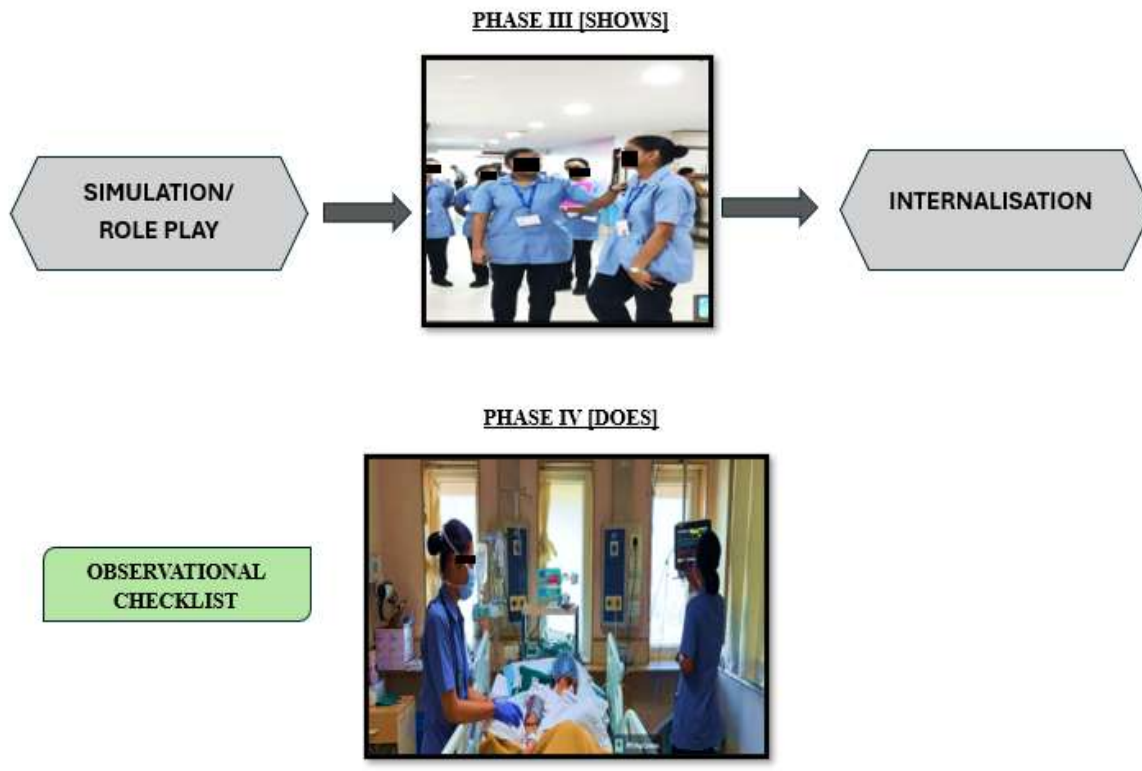 PHASE III [SHOWS]
SIMULATION/
ROLE PLAY
INTERNALISATION
PHASE IV [DOES]
OBSERVATIONAL
CHECKLIST